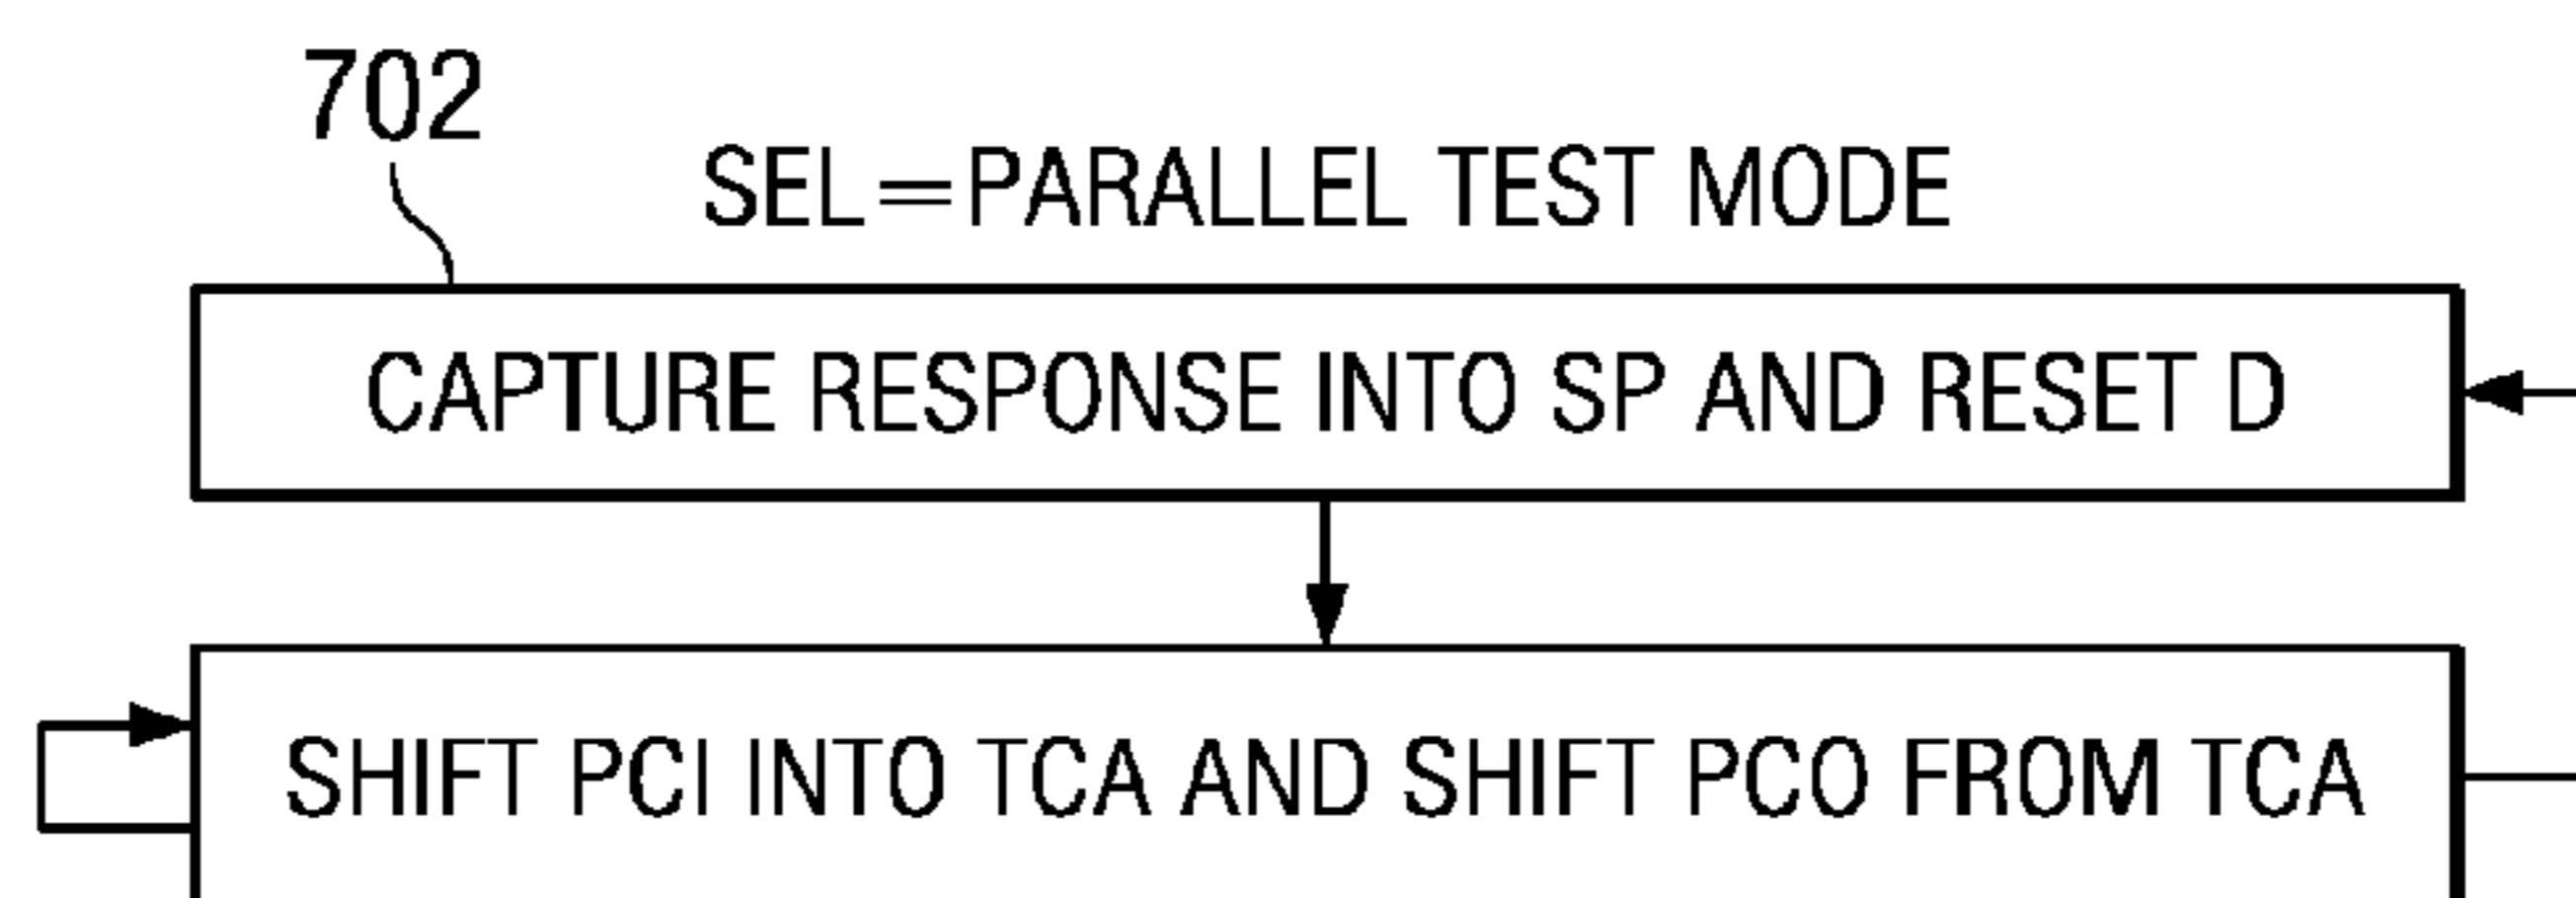 702
SEL=PARALLEL TEST MODE
CAPTURE RESPONSE INTO SP AND RESET D
SHIFT PCI INTO TCA AND SHIFT PCO FROM TCA